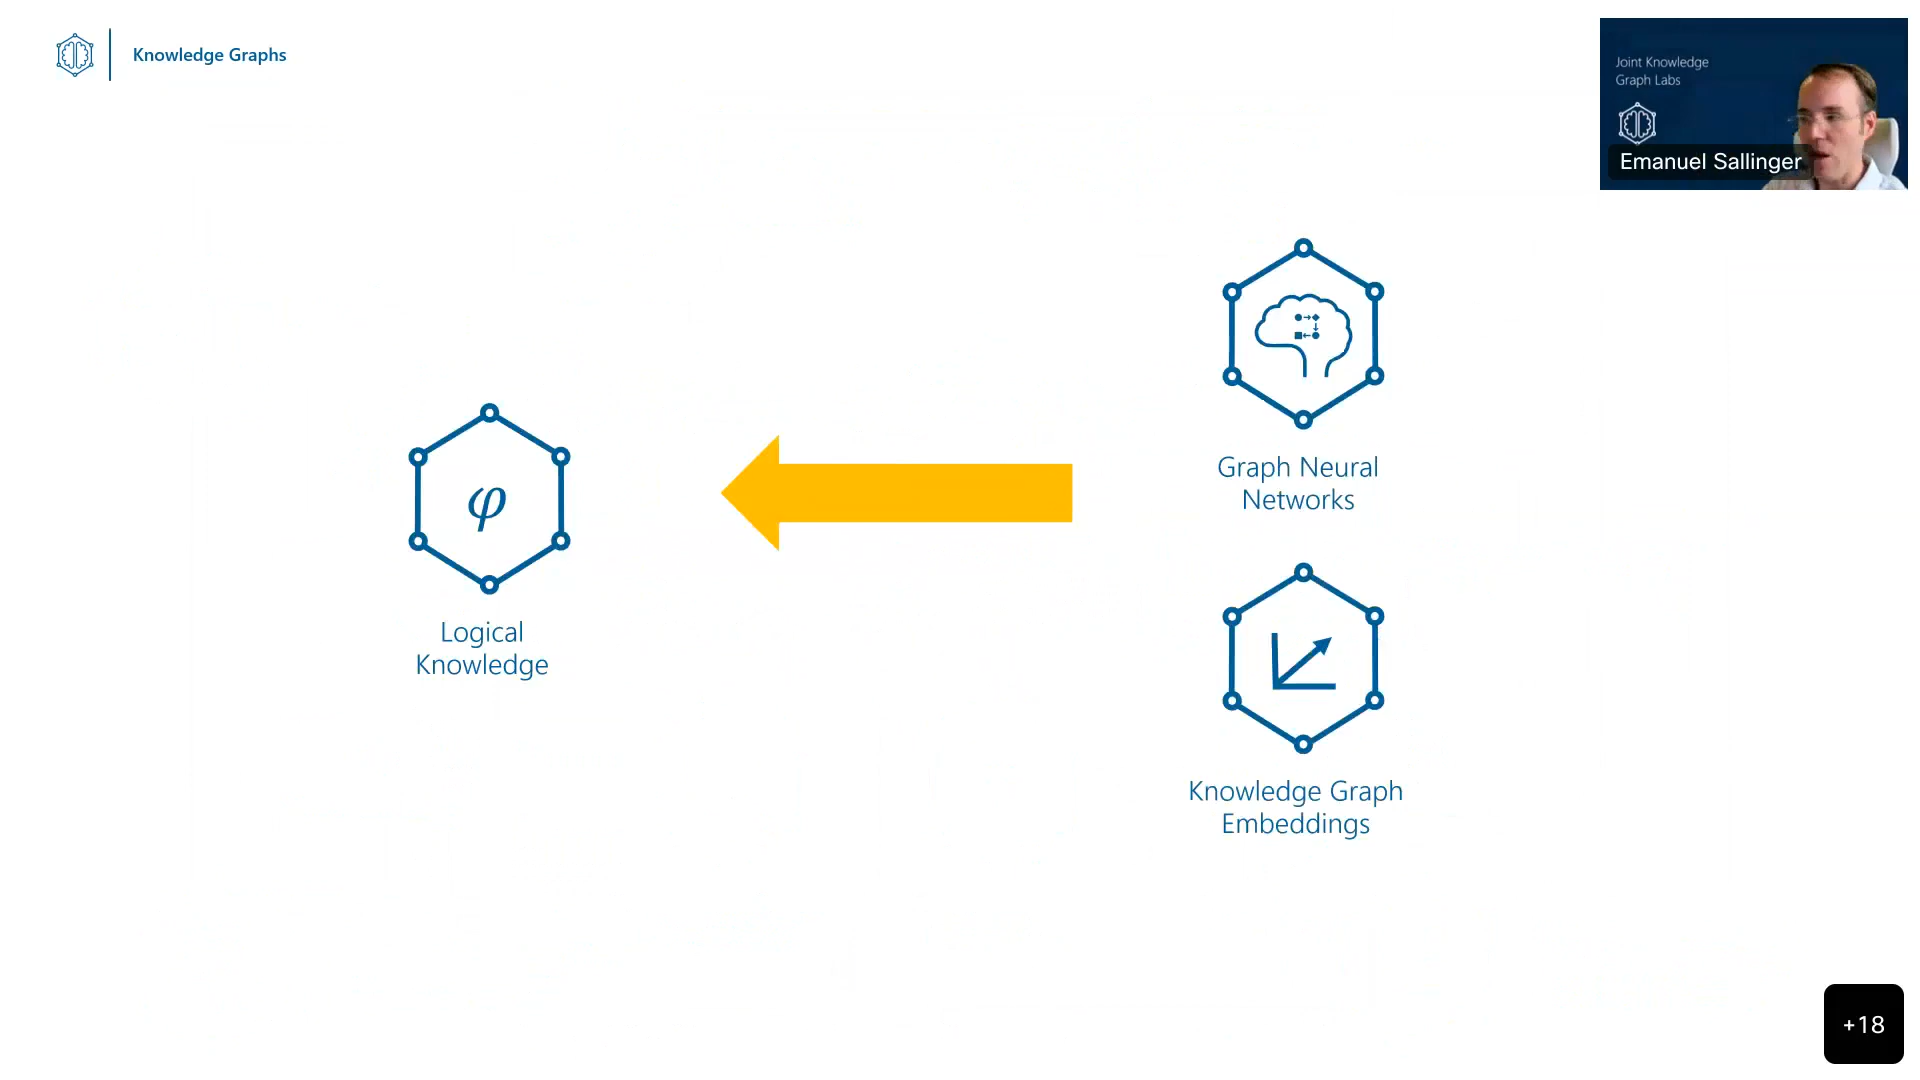 Knowledge Graphs
Joint Knowledge
Graph Labs
Emanuel Sallinger
Graph Neural
Networks
φ
Logical
Knowledge
Knowledge Graph
Embeddings
+18